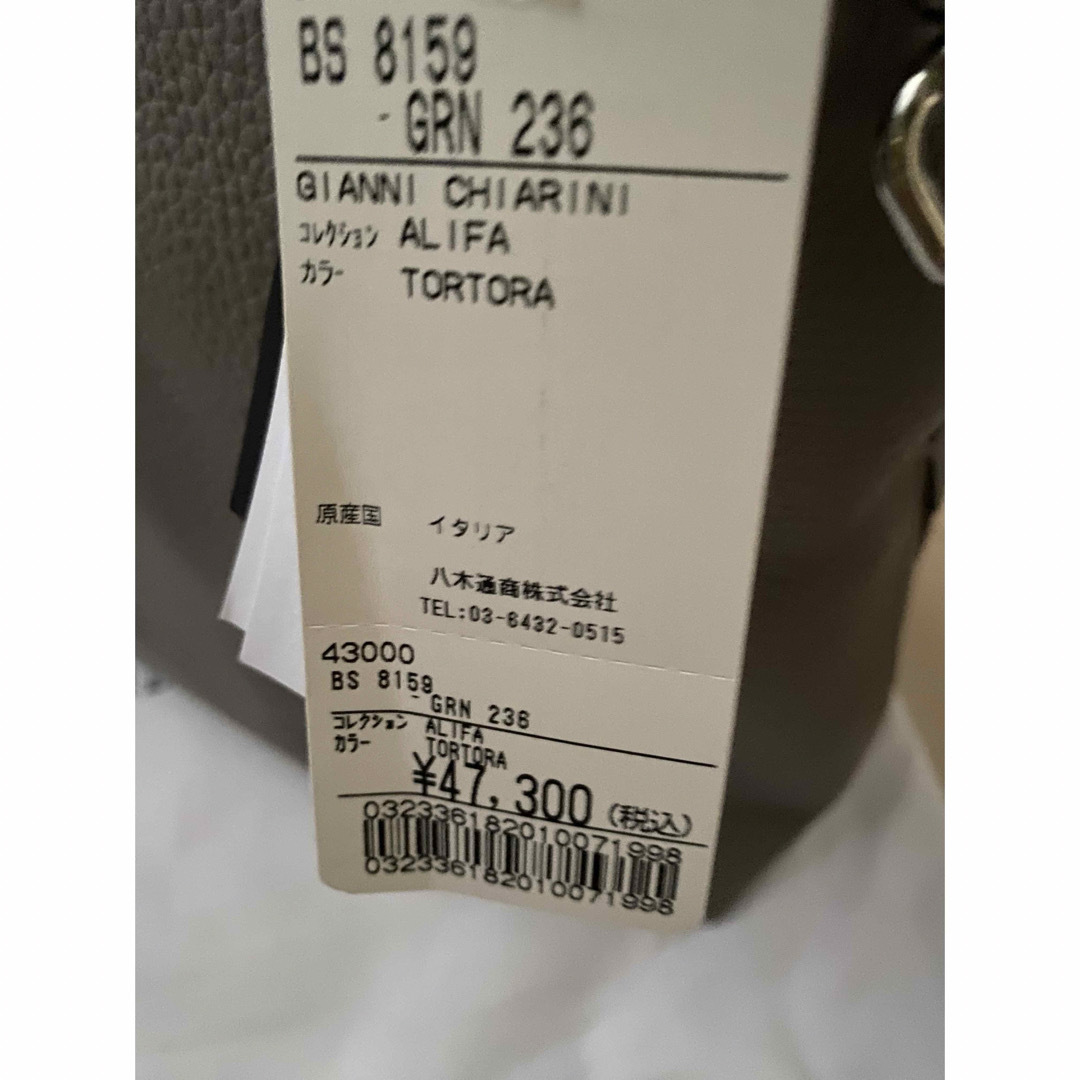 BS 8159
- GRN 236
GIANNI CHIARINI
ｺﾚｸｼｮﾝ ALIFA
ｶﾗｰ TORTORA
原産国 イタリア
八木通商株式会社
TEL:03-6432-0515
43000
BS 8159
- GRN 236
ｺﾚｸｼｮﾝ ALIFA
ｶﾗｰ TORTORA
¥47,300 (税込)
032336182010071998
032336182010071998